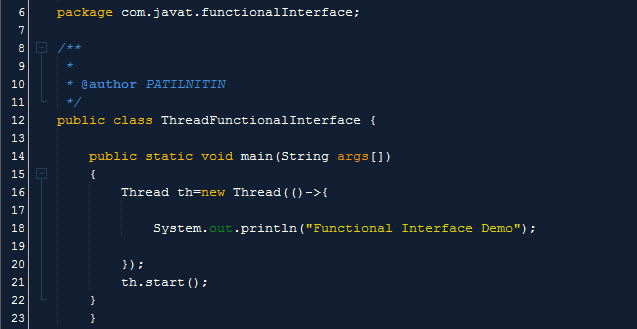 6 package com.javat.functionalInterface;
7
8 /**
9 *
10 * @author PATILNITIN
11 */
12 public class ThreadFunctionalInterface {
13
14 public static void main(String args[])
15 {
16 Thread th=new Thread(()->{
17
18 System.out.println("Functional Interface Demo");
19
20 });
21 th.start();
22 }
23 }